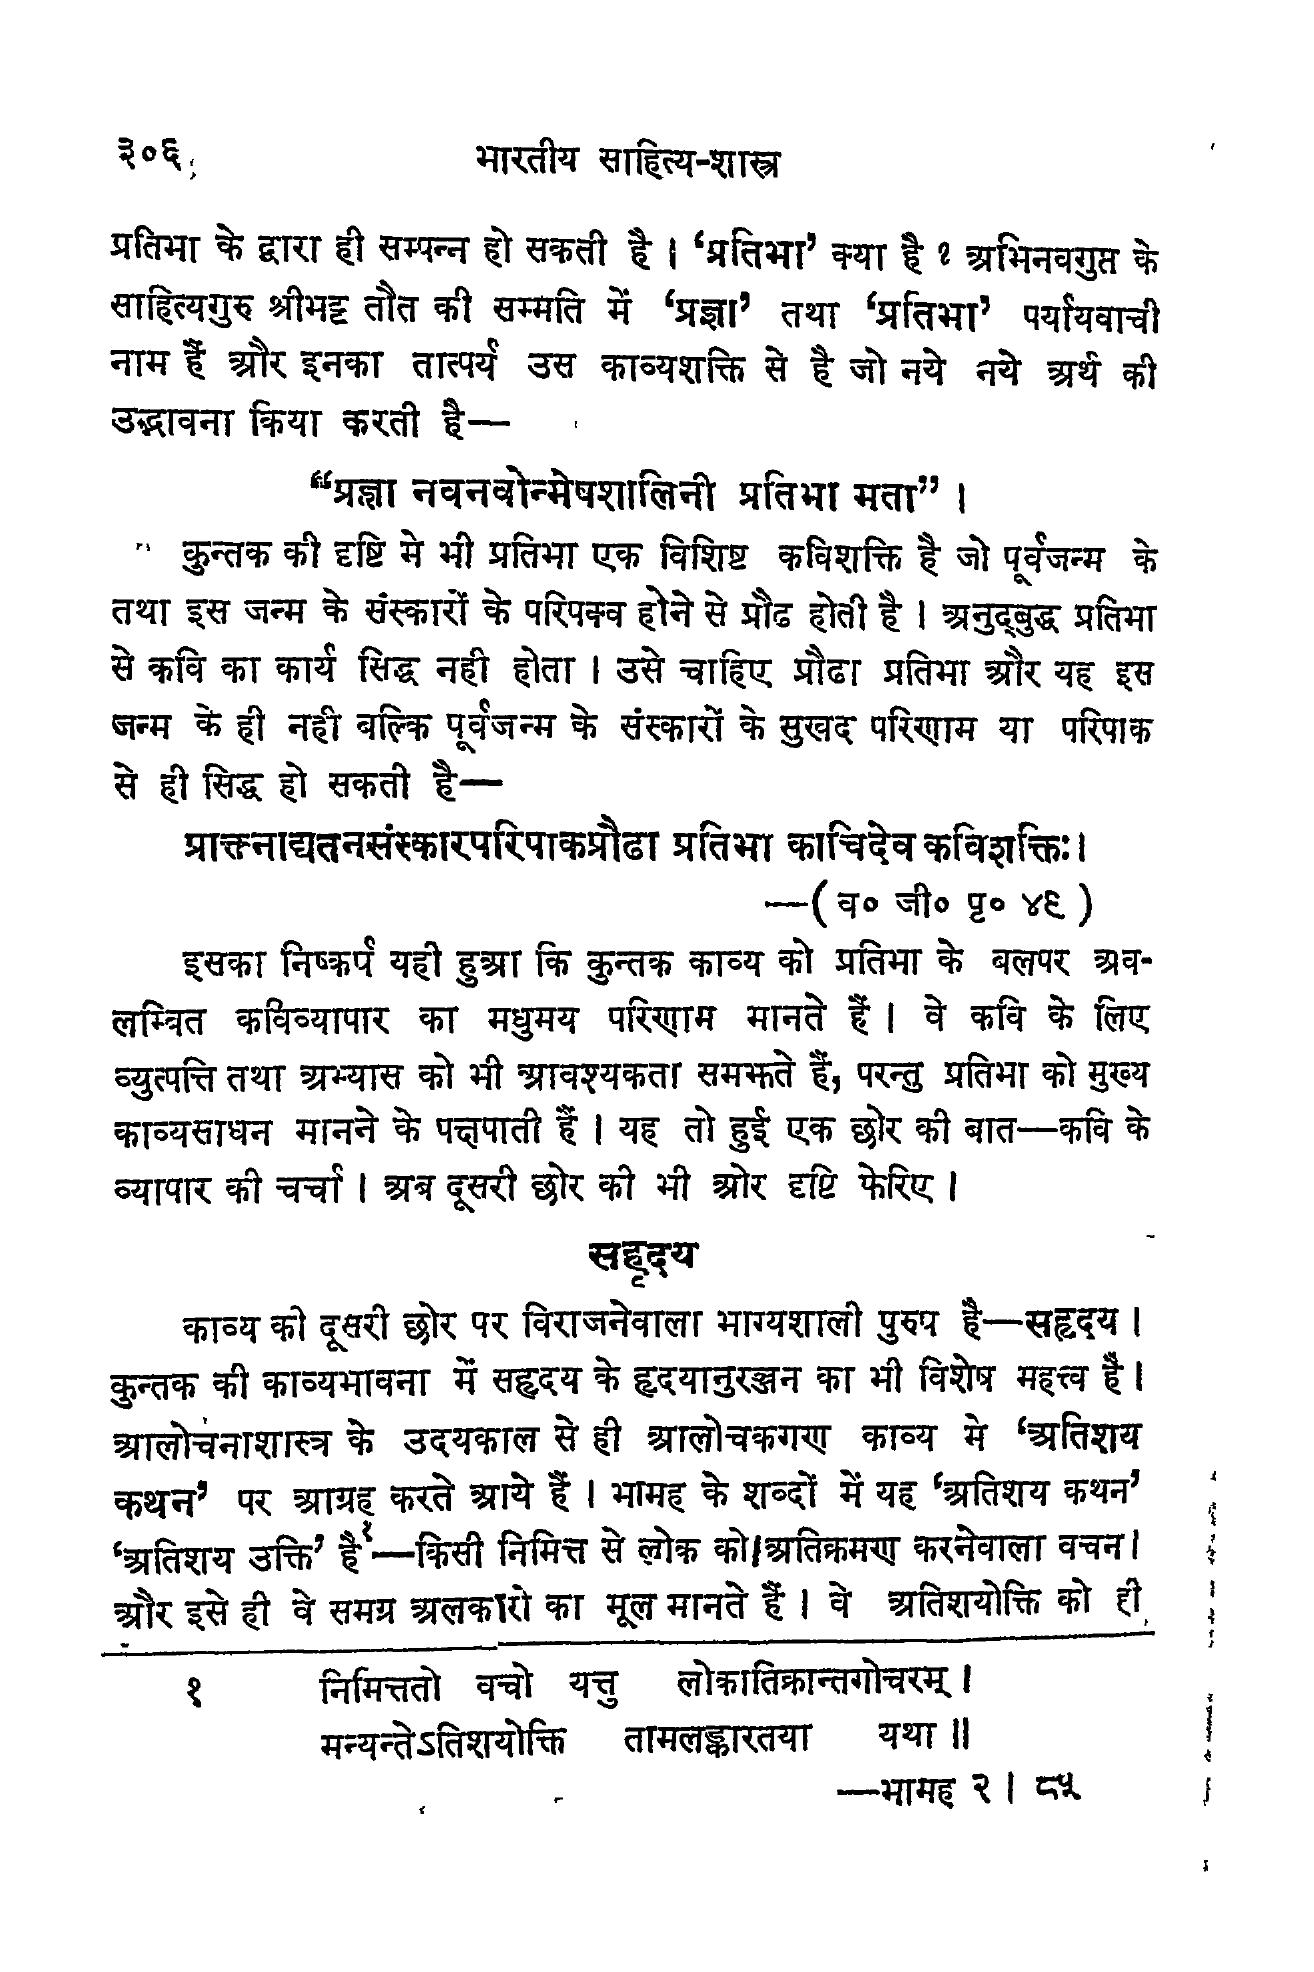 ३०६ भारतीय साहित्य-शास्त्र
प्रतिभा के द्वारा ही सम्पन्न हो सकती है । ‘प्रतिभा’ क्या है ? अभिनवगुप्त के
साहित्यगुरु श्रीभट्ट तौत की सम्मति में ‘प्रज्ञा’ तथा ‘प्रतिभा’ पर्यायवाची
नाम हैं और इनका तात्पर्य उस काव्यशक्ति से है जो नये नये अर्थ की
उद्भावना किया करती है—
“प्रज्ञा नवनवोन्मेषशालिनी प्रतिभा मता” ।
कुन्तक की दृष्टि मे भी प्रतिभा एक विशिष्ट कविशक्ति है जो पूर्वजन्म के
तथा इस जन्म के संस्कारों के परिपक्व होने से प्रौढ होती है । अनुद्बुद्ध प्रतिभा
से कवि का कार्य सिद्ध नही होता । उसे चाहिए प्रौढा प्रतिभा और यह इस
जन्म के ही नही बल्कि पूर्वजन्म के संस्कारों के सुखद परिणाम या परिपाक
से ही सिद्ध हो सकती है—
प्राक्तनाद्यतनसंस्कारपरिपाकप्रौढा प्रतिभा काचिदेव कविशक्तिः।
—( व० जी० पृ० ४९ )
इसका निष्कर्ष यही हुआ कि कुन्तक काव्य को प्रतिभा के बलपर अव-
लम्बित कविव्यापार का मधुमय परिणाम मानते हैं । वे कवि के लिए
व्युत्पत्ति तथा अभ्यास को भी आवश्यकता समझते हैं, परन्तु प्रतिभा को मुख्य
काव्यसाधन मानने के पक्षपाती हैं । यह तो हुई एक छोर की बात—कवि के
व्यापार की चर्चा । अब दूसरी छोर की भी ओर दृष्टि फेरिए ।
सहृदय
काव्य को दूसरी छोर पर विराजनेवाला भाग्यशाली पुरुष है—सहृदय ।
कुन्तक की काव्यभावना में सहृदय के हृदयानुरञ्जन का भी विशेष महत्त्व है।
आलोचनाशास्त्र के उदयकाल से ही आलोचकगण काव्य मे ‘अतिशय
कथन’ पर आग्रह करते आये हैं । भामह के शब्दों में यह ‘अतिशय कथन’
‘अतिशय उक्ति’ है१—किसी निमित्त से लोक को अतिक्रमण करनेवाला वचन।
और इसे ही वे समग्र अलकारो का मूल मानते हैं । वे अतिशयोक्ति को ही
१ निमित्ततो वचो यत्तु लोकातिक्रान्तगोचरम् ।
मन्यन्तेऽतिशयोक्ति तामलङ्कारतया यथा ॥
—भामह २ । ८५